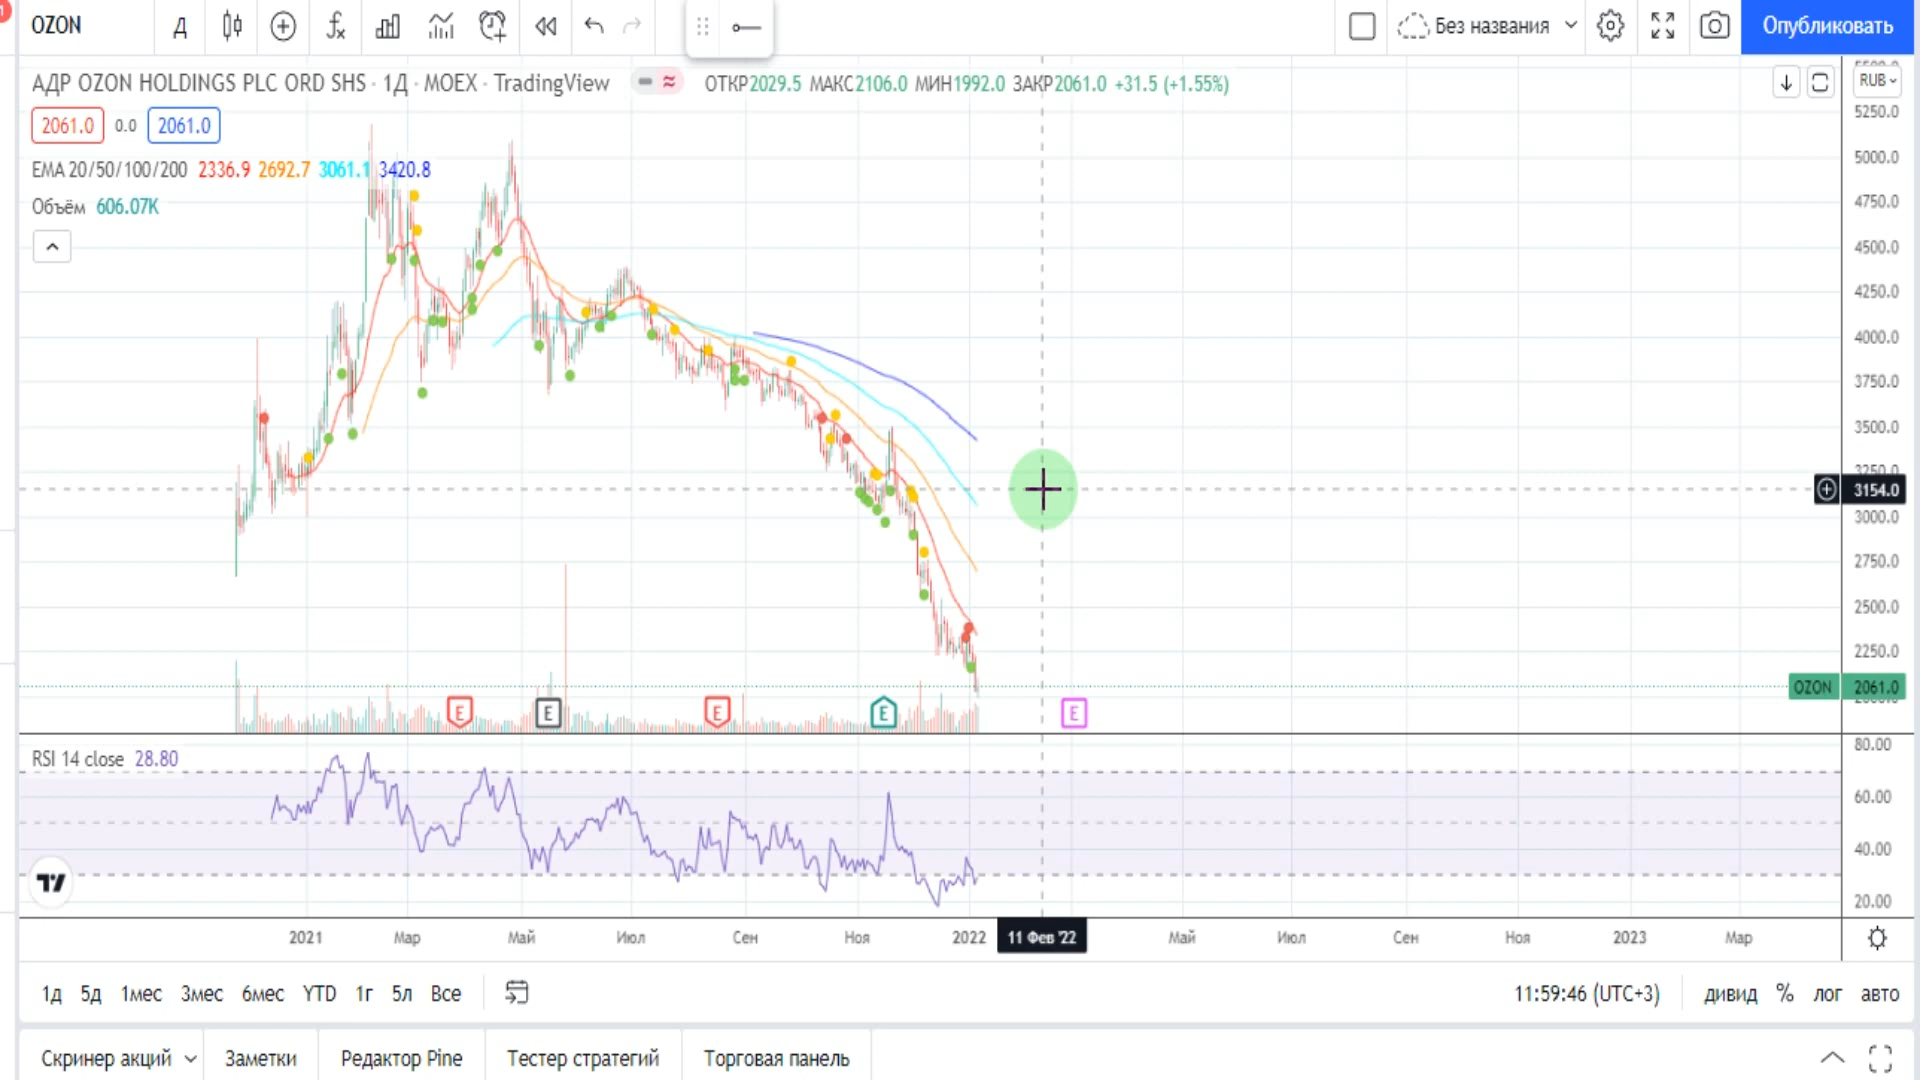 OZON
Д
Без названия
Опубликовать
АДР OZON HOLDINGS PLC ORD SHS · 1Д · MOEX · TradingView
ОТКР2029.5 МАКС2106.0 МИН1992.0 ЗАКР2061.0 +31.5 (+1.55%)
RUB
2061.0 0.0 2061.0
EMA 20/50/100/200 2336.9 2692.7 3061.1 3420.8
Объём 606.07K
5250.0
5000.0
4750.0
4500.0
4250.0
4000.0
3750.0
3500.0
3250.0
3154.0
3000.0
2750.0
2500.0
2250.0
OZON 2061.0
E E E E E
RSI 14 close 28.80
80.00
60.00
40.00
20.00
2021 Мар Май Июл Сен Ноя 2022 11 Фев '22 Май Июл Сен Ноя 2023 Мар
1д 5д 1мес 3мес 6мес YTD 1г 5л Все
11:59:46 (UTC+3) дивид % лог авто
Скринер акций Заметки Редактор Pine Тестер стратегий Торговая панель